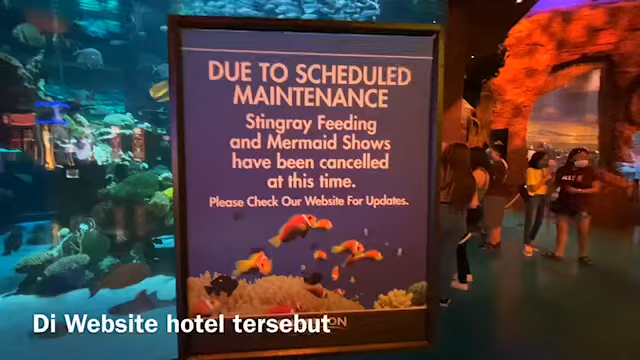 DUE TO SCHEDULED
MAINTENANCE
Stingray Feeding
and Mermaid Shows
have been cancelled
at this time.
Please Check Our Website For Updates.
Di Website hotel tersebut